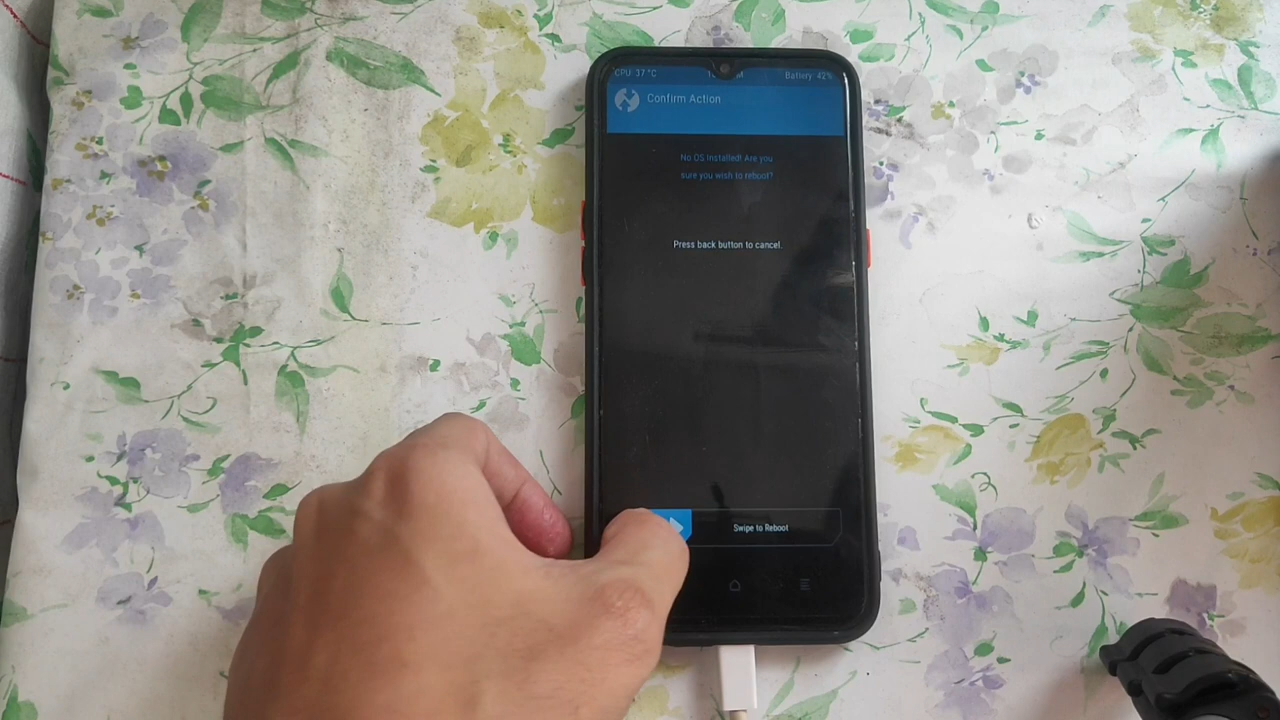 CPU: 37 °C
Battery: 42%
Confirm Action
No OS Installed! Are you
sure you wish to reboot?
Press back button to cancel.
Swipe to Reboot